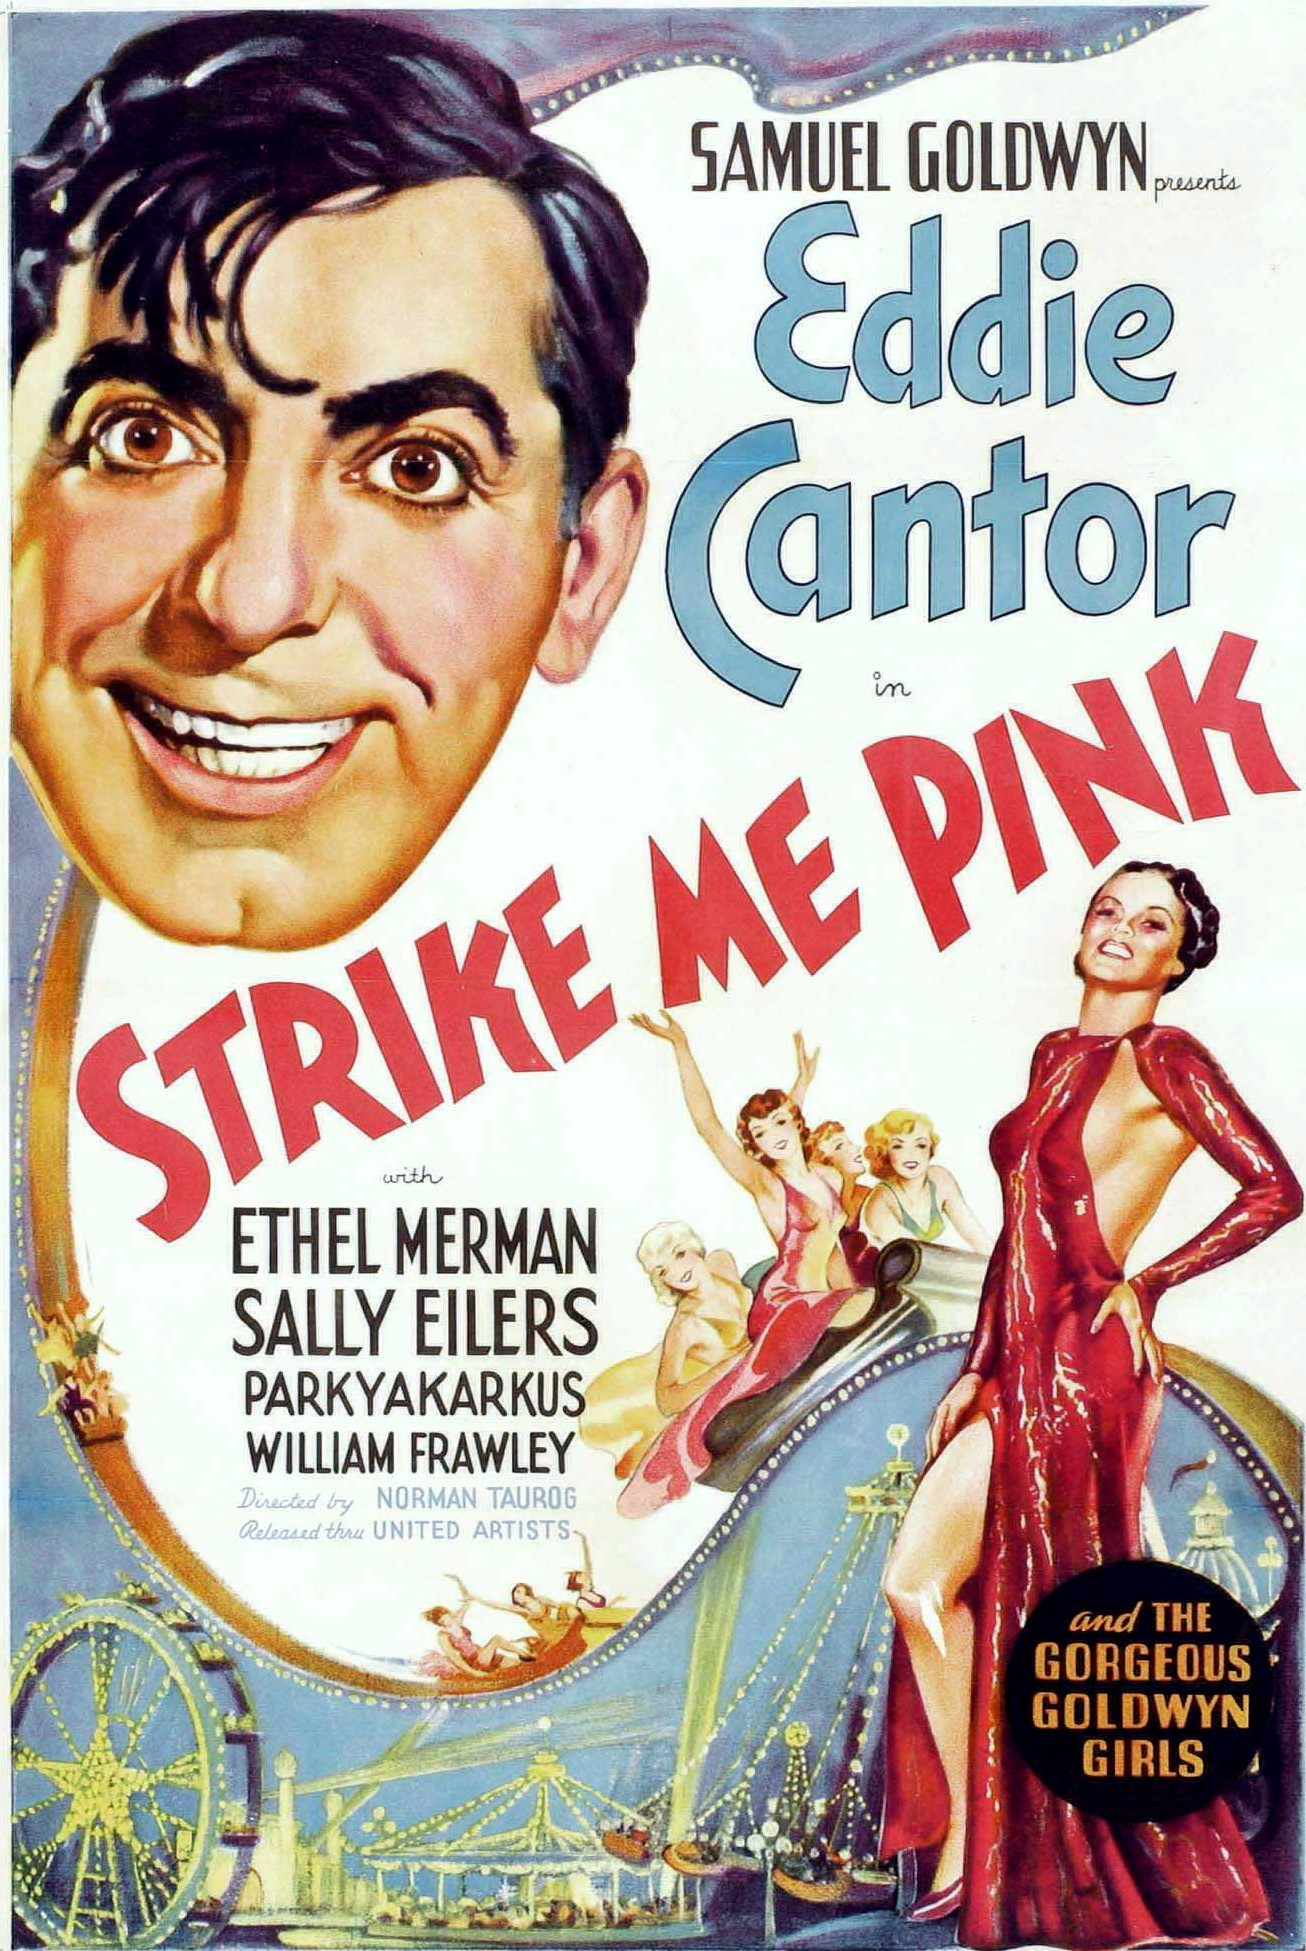 SAMUEL GOLDWYN presents
Eddie
Cantor
in
STRIKE ME PINK
with
ETHEL MERMAN
SALLY EILERS
PARKYAKARKUS
WILLIAM FRAWLEY
Directed by NORMAN TAUROG
Released thru UNITED ARTISTS
and THE
GORGEOUS
GOLDWYN
GIRLS